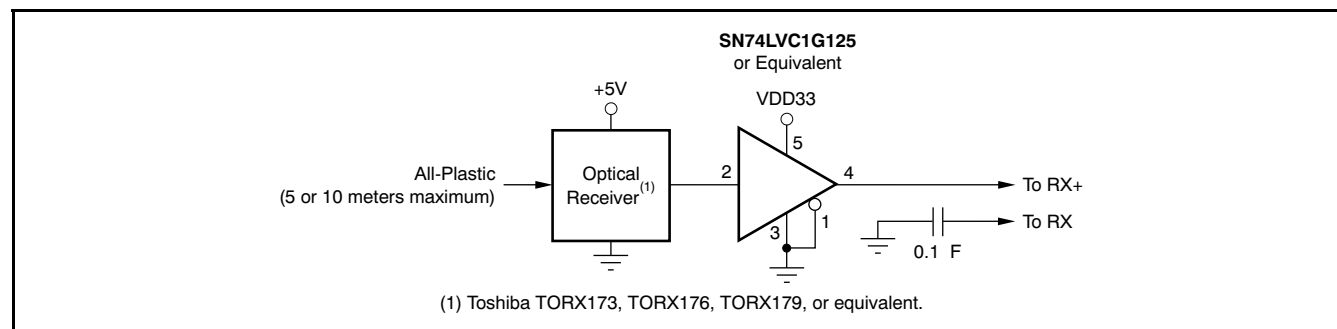 SN74LVC1G125
or Equivalent
+5V
VDD33
5
All-Plastic
(5 or 10 meters maximum)
Optical
Receiver(1)
2
4
To RX+
3
1
To RX
0.1 F
(1) Toshiba TORX173, TORX176, TORX179, or equivalent.